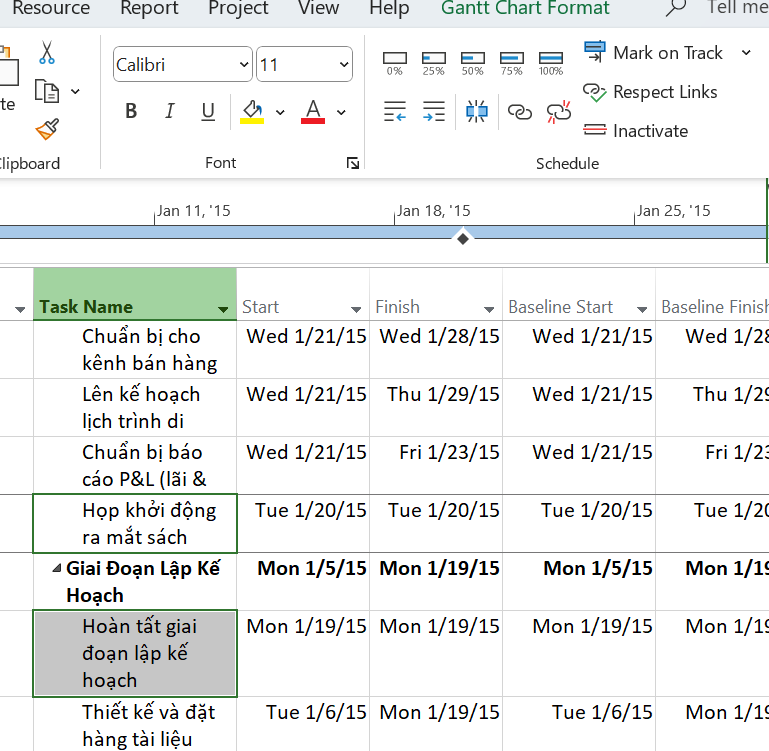 Resource Report Project View Help Gantt Chart Format Tell me
Calibri 11
0% 25% 50% 75% 100%
Mark on Track
te
B I U A
Respect Links
Inactivate
Clipboard Font Schedule
Jan 11, '15 Jan 18, '15 Jan 25, '15
Task Name Start Finish Baseline Start Baseline Finish
Chuẩn bị cho Wed 1/21/15 Wed 1/28/15 Wed 1/21/15 Wed 1/28
kênh bán hàng
Lên kế hoạch Wed 1/21/15 Thu 1/29/15 Wed 1/21/15 Thu 1/29
lịch trình di
Chuẩn bị báo Wed 1/21/15 Fri 1/23/15 Wed 1/21/15 Fri 1/23
cáo P&L (lãi &
Họp khởi động Tue 1/20/15 Tue 1/20/15 Tue 1/20/15 Tue 1/20
ra mắt sách
Giai Đoạn Lập Kế Mon 1/5/15 Mon 1/19/15 Mon 1/5/15 Mon 1/19
Hoạch
Hoàn tất giai Mon 1/19/15 Mon 1/19/15 Mon 1/19/15 Mon 1/19
đoạn lập kế
hoạch
Thiết kế và đặt Tue 1/6/15 Mon 1/19/15 Tue 1/6/15 Mon 1/19
hàng tài liệu